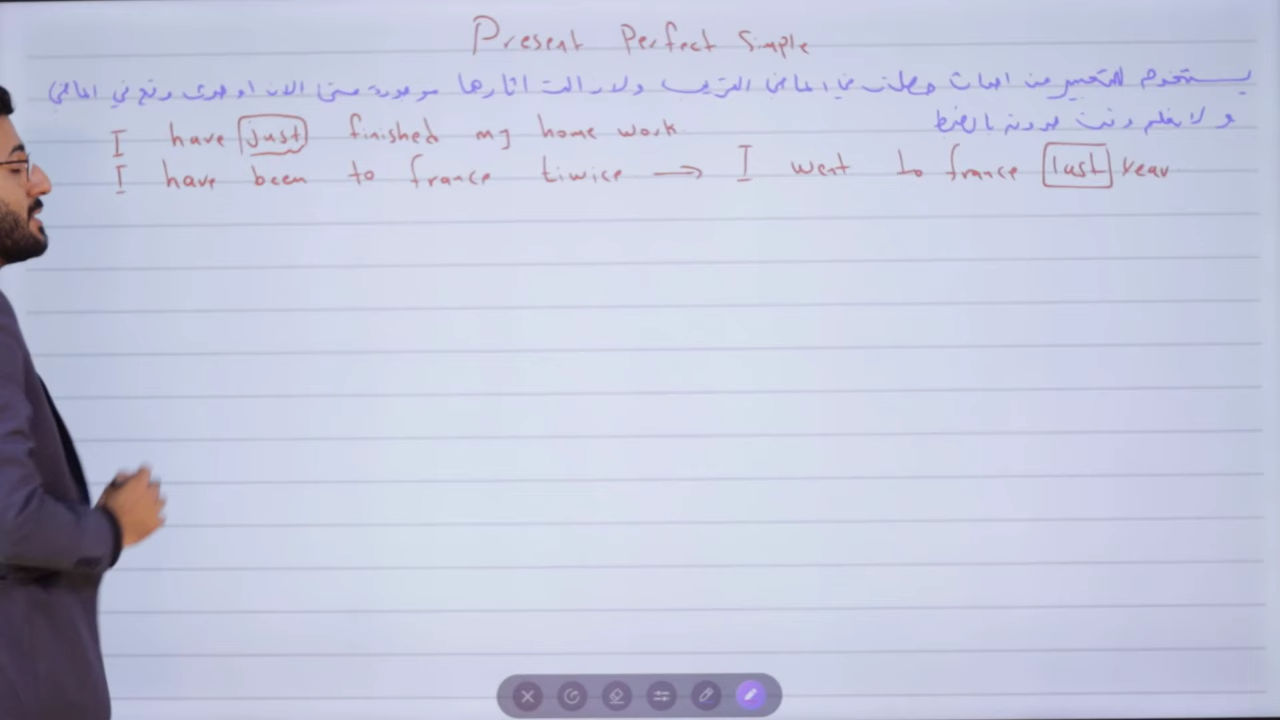 Present Perfect Simple
يستخدم للتعبير عن احداث حصلت في الماضي القريب ولازالت اثارها موجودة حتى الان او حدث وقع في الماضي
ولا نعلم وقت حدوثه بالضبط
I have just finished my home work
I have been to france tiwice → I went to france last year